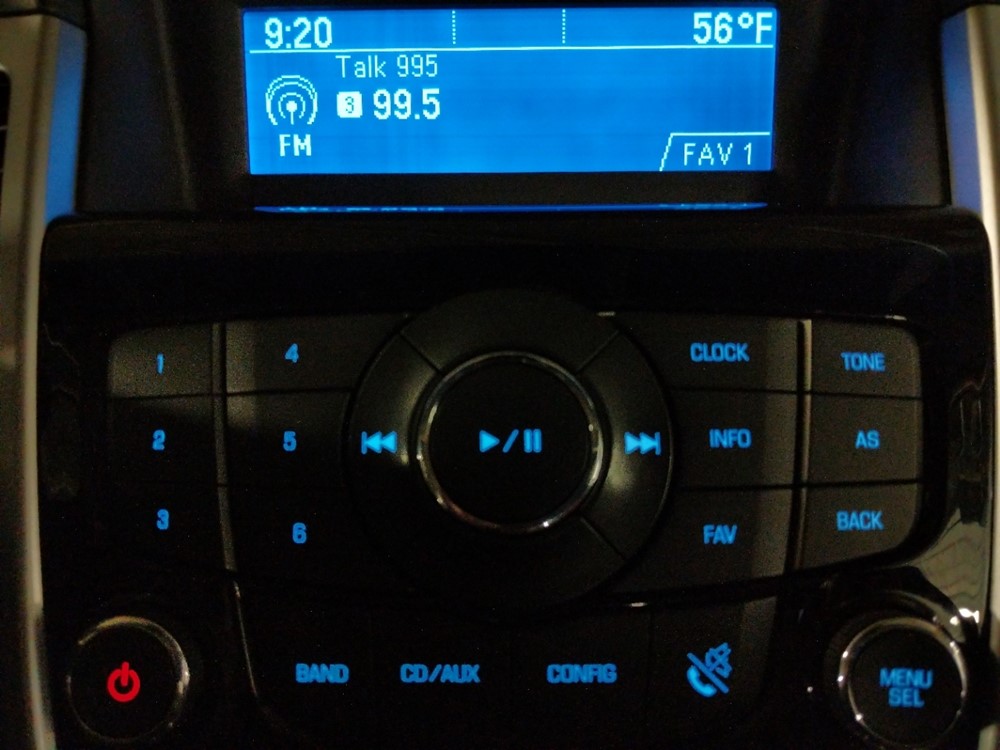 9:20 56°F
Talk 995
3 99.5
FM
FAV 1
1 4 CLOCK TONE
2 5 INFO AS
3 6 FAV BACK
BAND CD/AUX CONFIG MENU
SEL